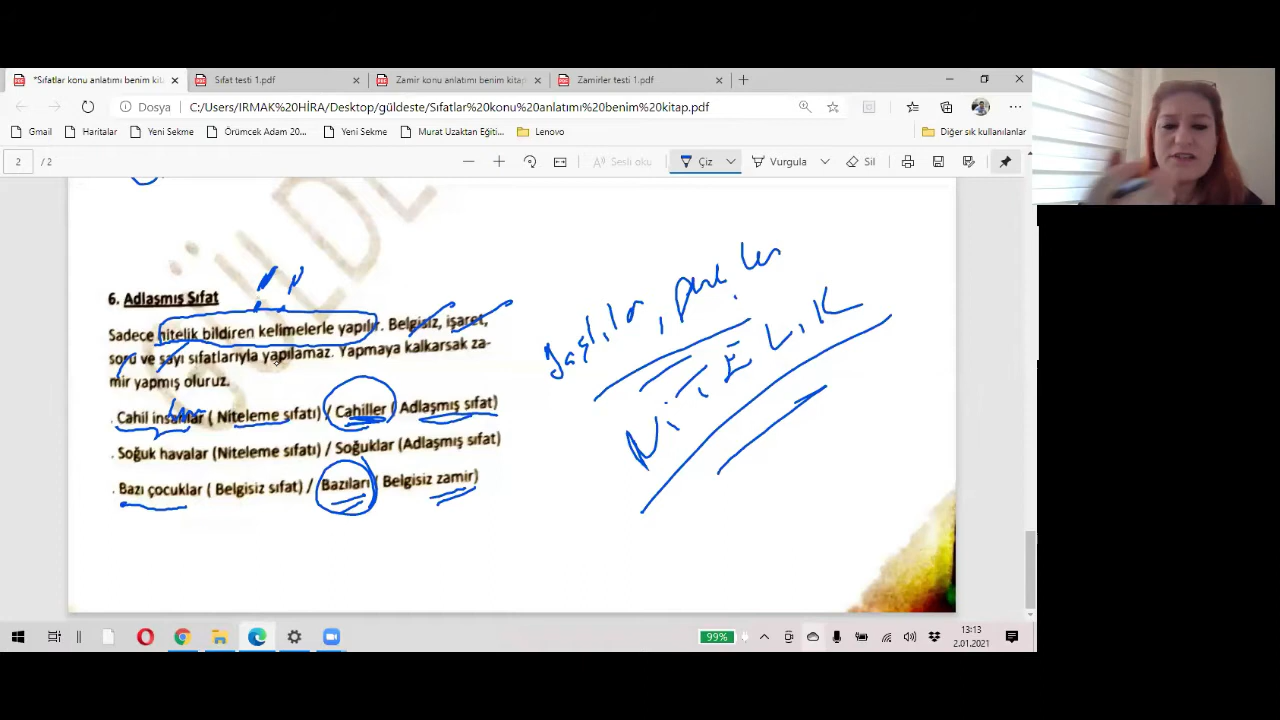 *Sıfatlar konu anlatımı benim kit
Sıfat testi 1.pdf
Zamir konu anlatımı benim kitap
Zamirler testi 1.pdf
Dosya
C:/Users/IRMAK%20HİRA/Desktop/güldeste/Sıfatlar%20konu%20anlatımı%20benim%20kitap.pdf
Gmail
Haritalar
Yeni Sekme
Örümcek Adam 20...
Yeni Sekme
Murat Uzaktan Eğiti...
Lenovo
Diğer sık kullanılanlar
2 / 2
Sesli oku
Çiz
Vurgula
Sil
GÜLDE
6. Adlaşmış Sıfat
Sadece nitelik bildiren kelimelerle yapılır. Belgisiz, işaret,
soru ve sayı sıfatlarıyla yapılamaz. Yapmaya kalkarsak za-
mir yapmış oluruz.
. Cahil insanlar ( Niteleme sıfatı) / Cahiller ( Adlaşmış sıfat)
. Soğuk havalar (Niteleme sıfatı) / Soğuklar (Adlaşmış sıfat)
. Bazı çocuklar ( Belgisiz sıfat) / Bazıları ( Belgisiz zamir)
NİTELİK
99%
13:13
2.01.2021